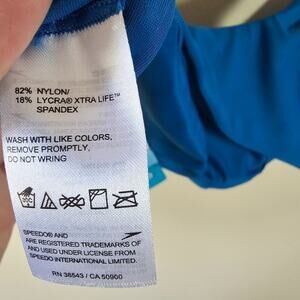 82% NYLON/
18% LYCRA® XTRA LIFE™
SPANDEX
WASH WITH LIKE COLORS,
REMOVE PROMPTLY,
DO NOT WRING
SPEEDO® AND
ARE REGISTERED TRADEMARKS OF
AND USED UNDER LICENSE FROM
SPEEDO INTERNATIONAL LIMITED.
RN 36543 / CA 50900